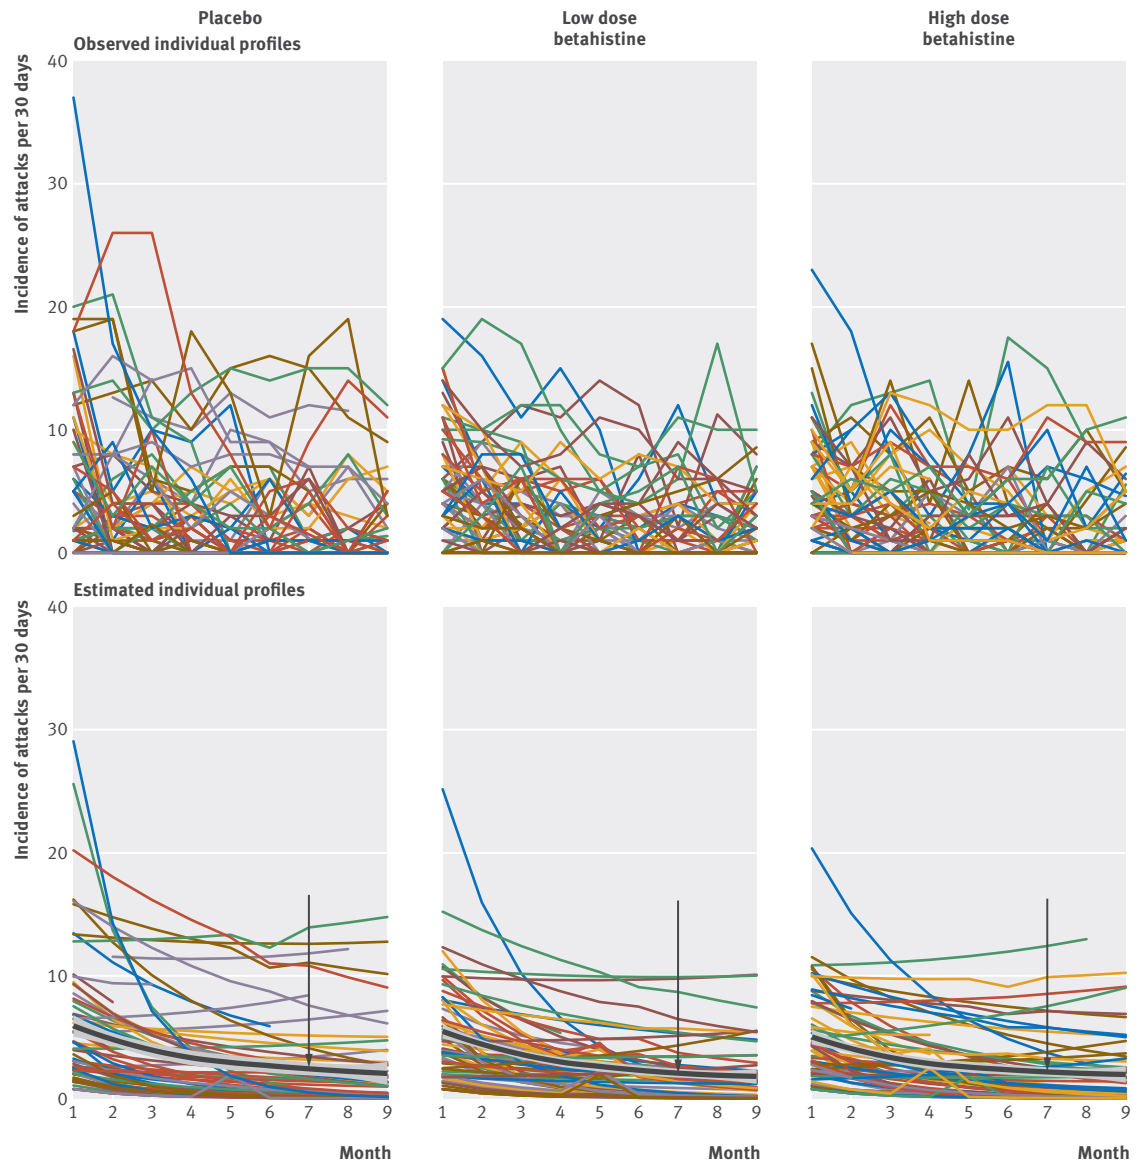 Placebo
Low dose
betahistine
High dose
betahistine
Observed individual profiles
Incidence of attacks per 30 days
40
30
20
10
0
Estimated individual profiles
Incidence of attacks per 30 days
40
30
20
10
0
1 2 3 4 5 6 7 8 9
1 2 3 4 5 6 7 8 9
1 2 3 4 5 6 7 8 9
Month
Month
Month